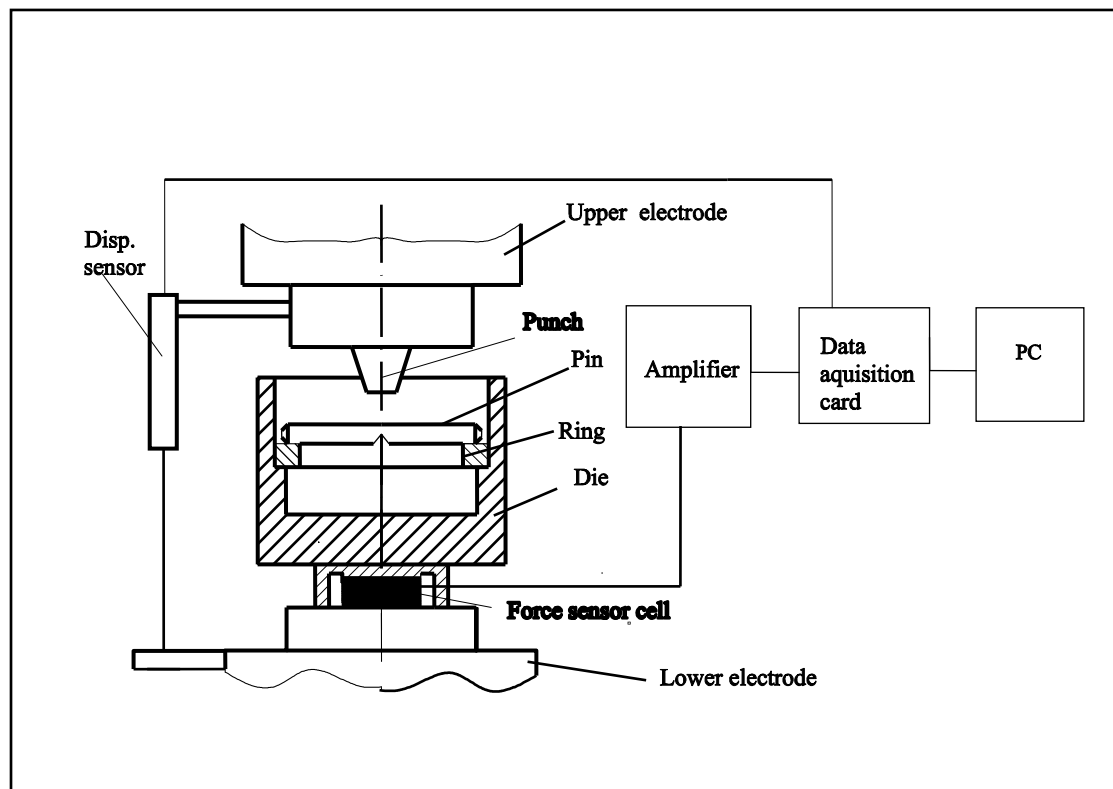 Upper electrode
Disp.
sensor
Punch
Pin
Amplifier
Data
aquisition
card
PC
Ring
Die
Force sensor cell
Lower electrode